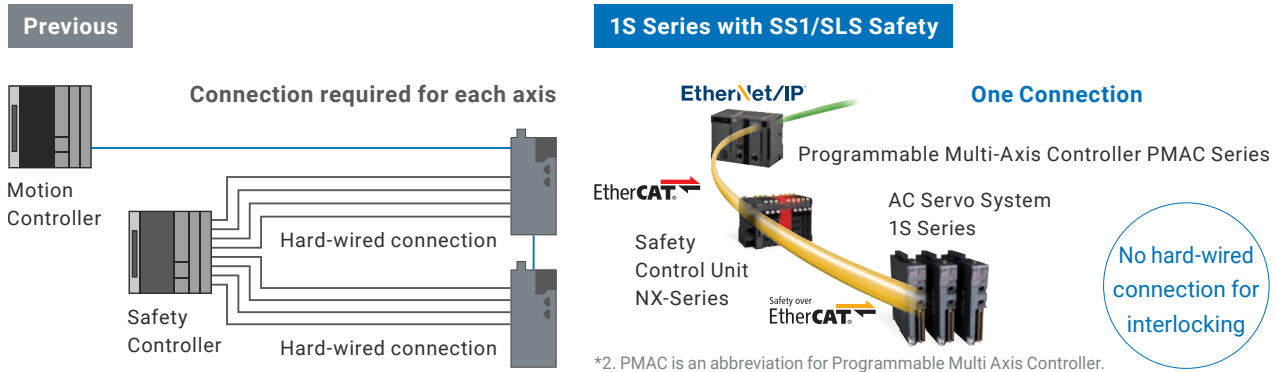 Previous
Connection required for each axis
Motion
Controller
Hard-wired connection
Safety
Controller
Hard-wired connection
1S Series with SS1/SLS Safety
EtherNet/IP
One Connection
Programmable Multi-Axis Controller PMAC Series
EtherCAT®
AC Servo System
1S Series
Safety
Control Unit
NX-Series
Safety over
EtherCAT®
No hard-wired
connection for
interlocking
*2. PMAC is an abbreviation for Programmable Multi Axis Controller.